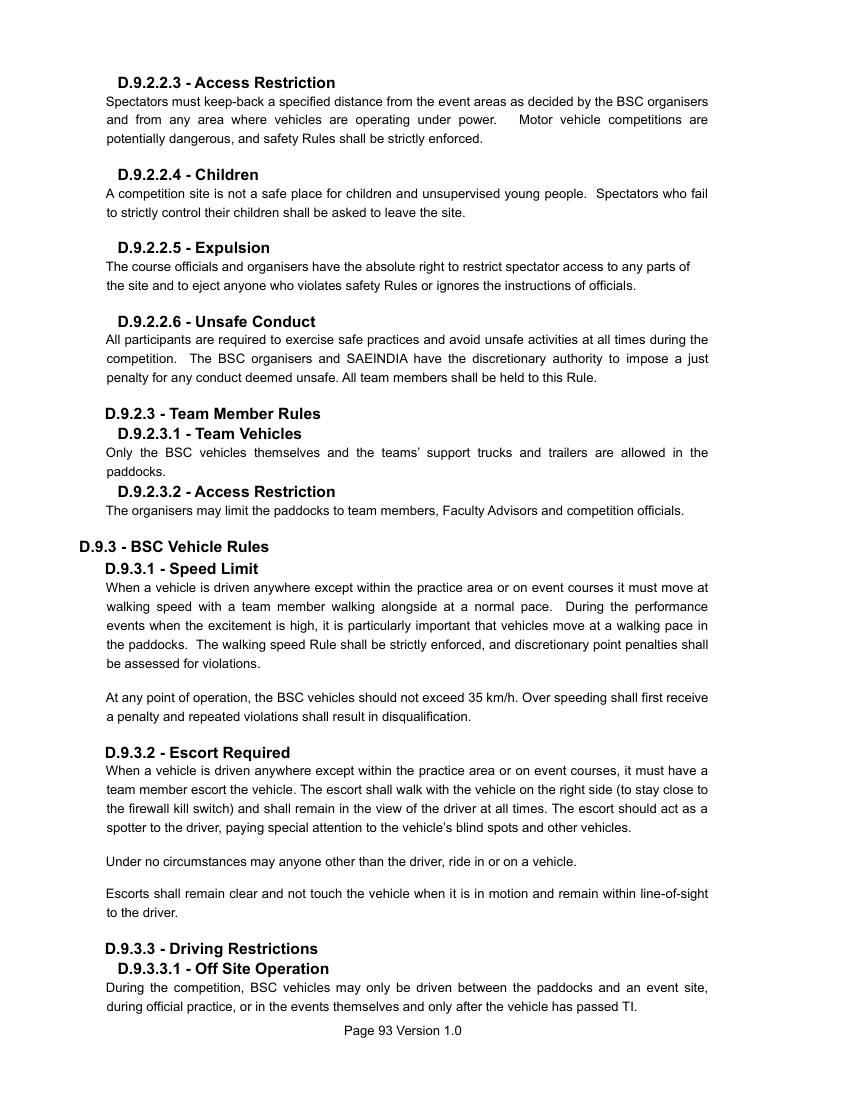 D.9.2.2.3 - Access Restriction
Spectators must keep-back a specified distance from the event areas as decided by the BSC organisers
and from any area where vehicles are operating under power. Motor vehicle competitions are
potentially dangerous, and safety Rules shall be strictly enforced.
D.9.2.2.4 - Children
A competition site is not a safe place for children and unsupervised young people. Spectators who fail
to strictly control their children shall be asked to leave the site.
D.9.2.2.5 - Expulsion
The course officials and organisers have the absolute right to restrict spectator access to any parts of
the site and to eject anyone who violates safety Rules or ignores the instructions of officials.
D.9.2.2.6 - Unsafe Conduct
All participants are required to exercise safe practices and avoid unsafe activities at all times during the
competition. The BSC organisers and SAEINDIA have the discretionary authority to impose a just
penalty for any conduct deemed unsafe. All team members shall be held to this Rule.
D.9.2.3 - Team Member Rules
D.9.2.3.1 - Team Vehicles
Only the BSC vehicles themselves and the teams’ support trucks and trailers are allowed in the
paddocks.
D.9.2.3.2 - Access Restriction
The organisers may limit the paddocks to team members, Faculty Advisors and competition officials.
D.9.3 - BSC Vehicle Rules
D.9.3.1 - Speed Limit
When a vehicle is driven anywhere except within the practice area or on event courses it must move at
walking speed with a team member walking alongside at a normal pace. During the performance
events when the excitement is high, it is particularly important that vehicles move at a walking pace in
the paddocks. The walking speed Rule shall be strictly enforced, and discretionary point penalties shall
be assessed for violations.
At any point of operation, the BSC vehicles should not exceed 35 km/h. Over speeding shall first receive
a penalty and repeated violations shall result in disqualification.
D.9.3.2 - Escort Required
When a vehicle is driven anywhere except within the practice area or on event courses, it must have a
team member escort the vehicle. The escort shall walk with the vehicle on the right side (to stay close to
the firewall kill switch) and shall remain in the view of the driver at all times. The escort should act as a
spotter to the driver, paying special attention to the vehicle’s blind spots and other vehicles.
Under no circumstances may anyone other than the driver, ride in or on a vehicle.
Escorts shall remain clear and not touch the vehicle when it is in motion and remain within line-of-sight
to the driver.
D.9.3.3 - Driving Restrictions
D.9.3.3.1 - Off Site Operation
During the competition, BSC vehicles may only be driven between the paddocks and an event site,
during official practice, or in the events themselves and only after the vehicle has passed TI.
Page 93 Version 1.0